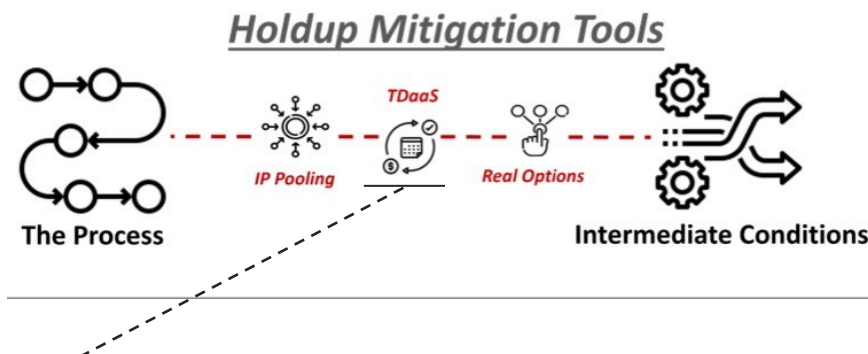 Holdup Mitigation Tools
TDaaS
$
IP Pooling
Real Options
The Process
Intermediate Conditions